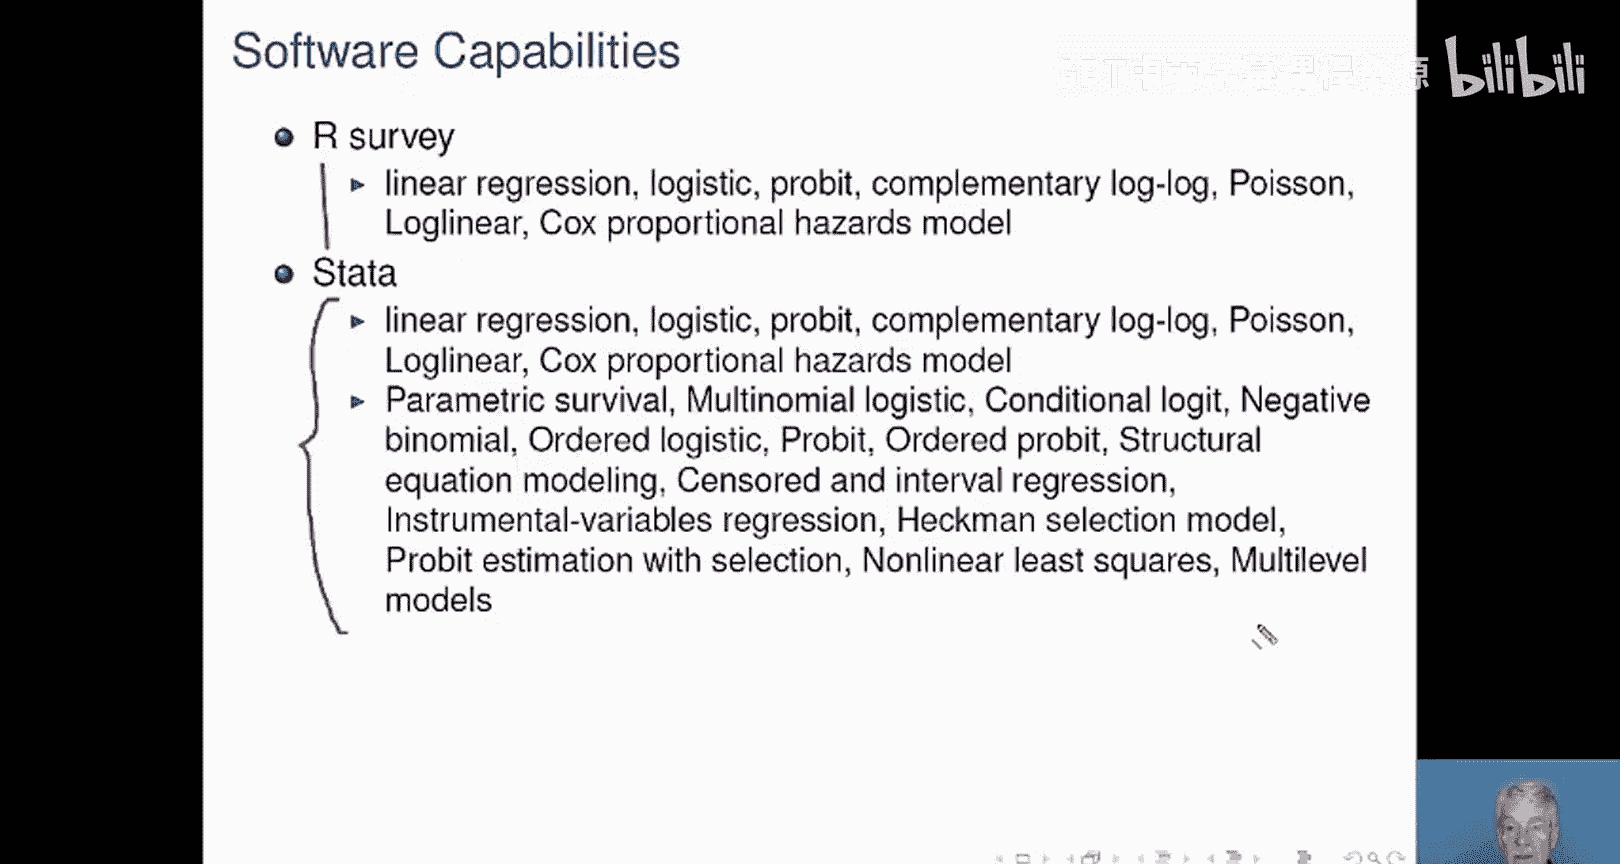 Software Capabilities
bilibili
R survey
linear regression, logistic, probit, complementary log-log, Poisson,
Loglinear, Cox proportional hazards model
Stata
linear regression, logistic, probit, complementary log-log, Poisson,
Loglinear, Cox proportional hazards model
Parametric survival, Multinomial logistic, Conditional logit, Negative
binomial, Ordered logistic, Probit, Ordered probit, Structural
equation modeling, Censored and interval regression,
Instrumental-variables regression, Heckman selection model,
Probit estimation with selection, Nonlinear least squares, Multilevel
models